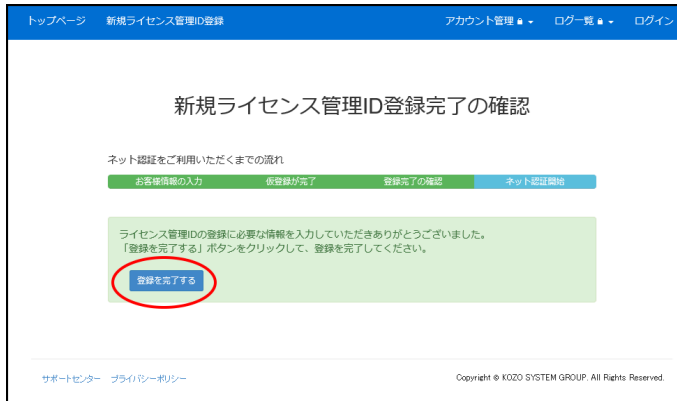 トップページ 新規ライセンス管理ID登録 アカウント管理 ログ一覧 ログイン
新規ライセンス管理ID登録完了の確認
ネット認証をご利用いただくまでの流れ
お客様情報の入力 仮登録が完了 登録完了の確認 ネット認証開始
ライセンス管理IDの登録に必要な情報を入力していただきありがとうございました。
「登録を完了する」ボタンをクリックして、登録を完了してください。
登録を完了する
サポートセンター プライバシーポリシー Copyright © KOZO SYSTEM GROUP. All Rights Reserved.